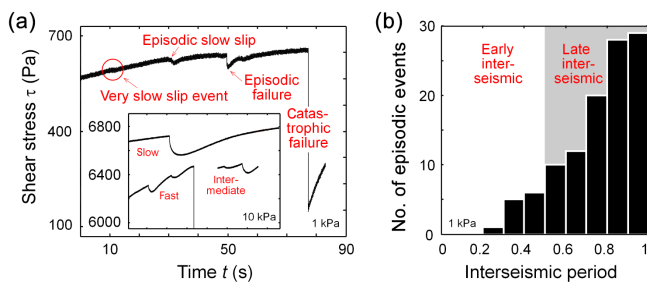 (a)
700
400
100
Shear stress τ (Pa)
Episodic slow slip
Very slow slip event
Episodic
failure
Catas-
trophic
failure
6800
6400
6000
Slow
Fast
Inter-
mediate
10 kPa
1 kPa
10
50
90
Time t (s)
(b)
30
20
10
0
No. of episodic events
Early
inter-
seismic
Late
inter-
seismic
1 kPa
0
0.2
0.4
0.6
0.8
1
Interseismic period